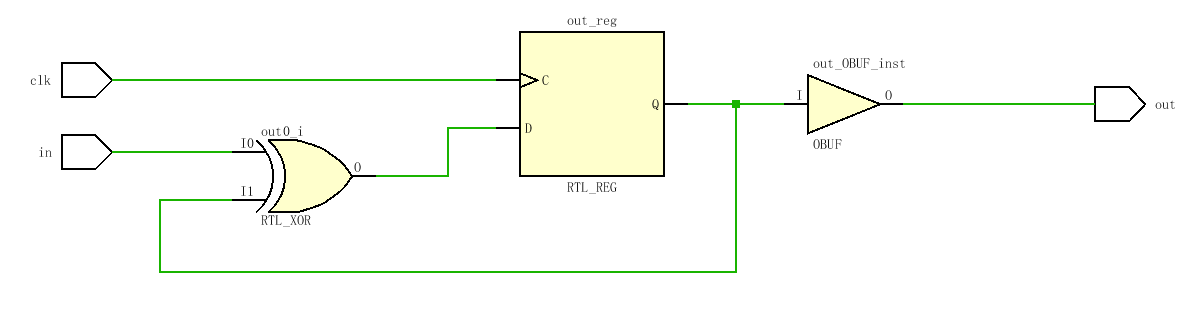 out_reg
clk
C
out_OBUF_inst
I
O
out
OBUF
Q
D
in
I0
out0_i
O
I1
RTL_XOR
RTL_REG